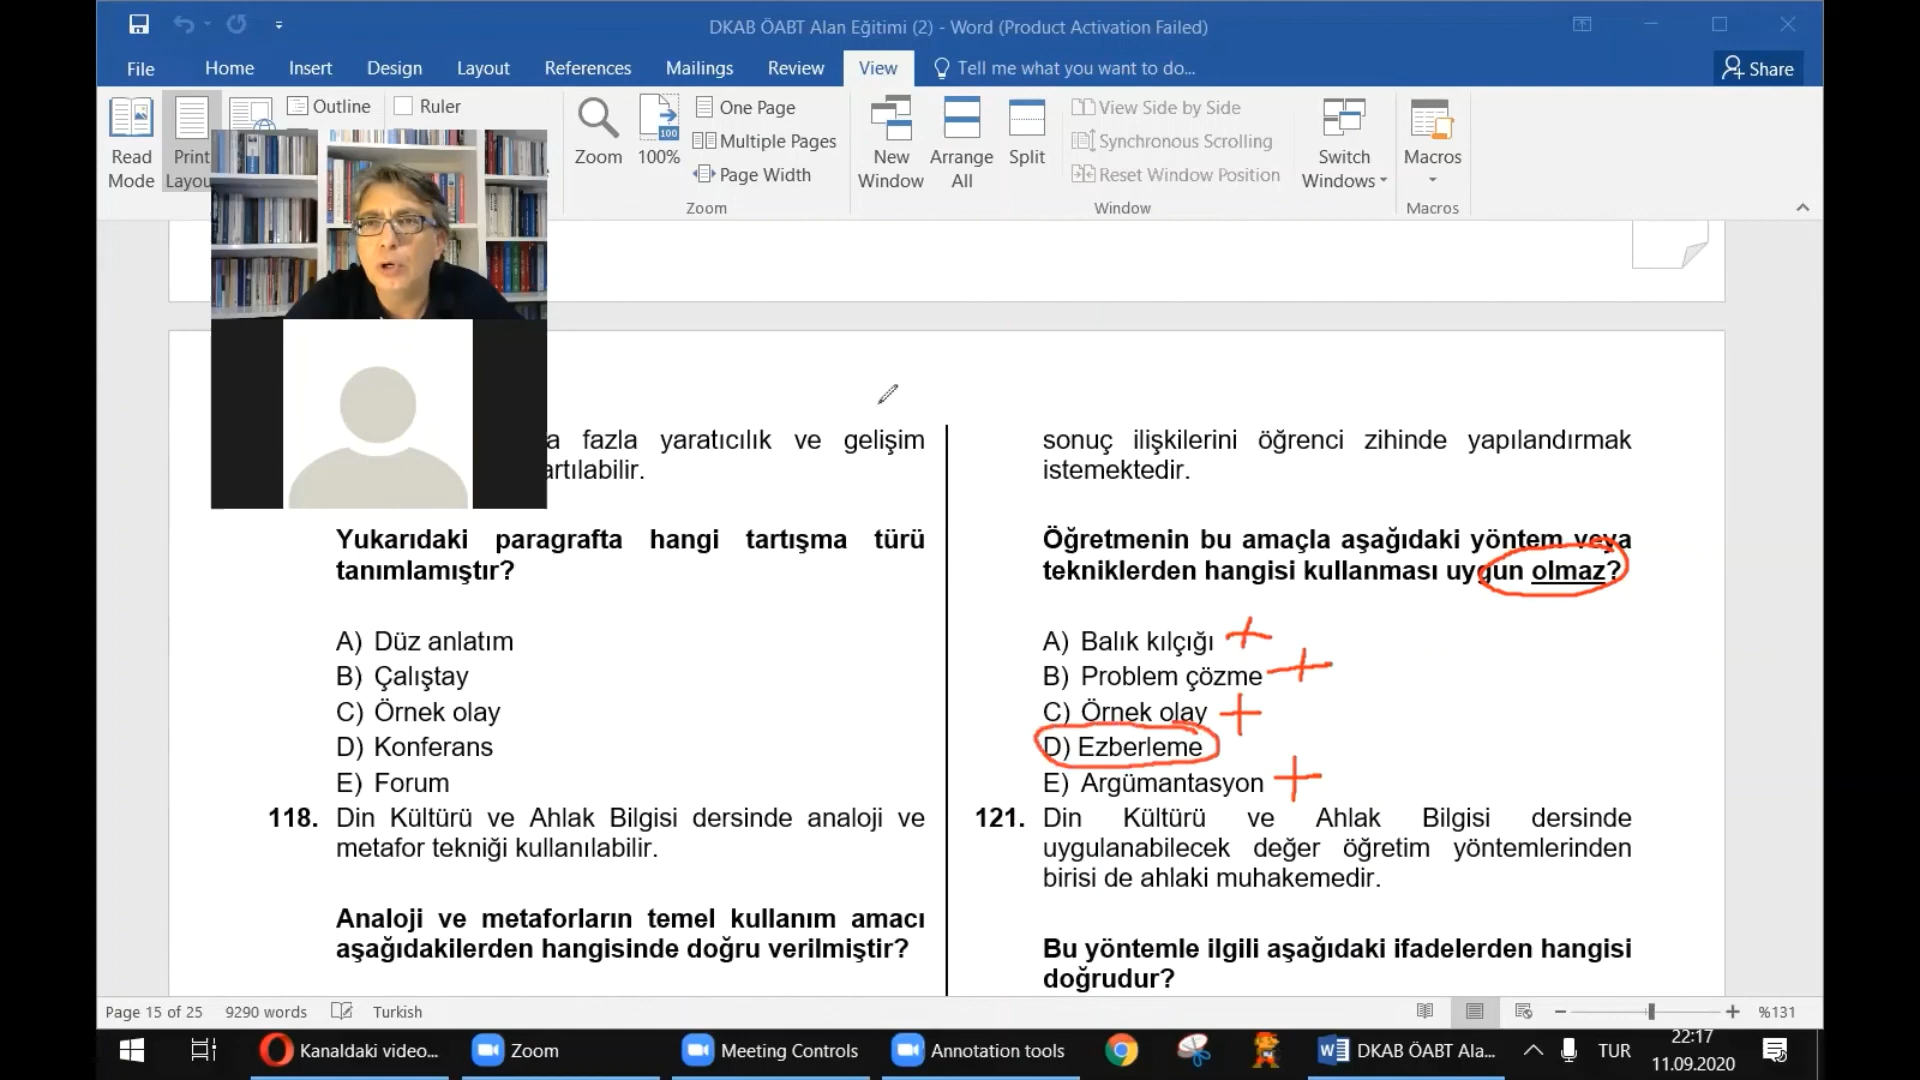 DKAB ÖABT Alan Eğitimi (2) - Word (Product Activation Failed)
File Home Insert Design Layout References Mailings Review View Tell me what you want to do... Share
Read Mode
Print Layou
Outline
Ruler
Zoom
100%
One Page
Multiple Pages
Page Width
Zoom
New Window
Arrange All
Split
View Side by Side
Synchronous Scrolling
Reset Window Position
Window
Switch Windows
Macros
Macros
a fazla yaratıcılık ve gelişim
artılabilir.
Yukarıdaki paragrafta hangi tartışma türü
tanımlamıştır?
A) Düz anlatım
B) Çalıştay
C) Örnek olay
D) Konferans
E) Forum
118. Din Kültürü ve Ahlak Bilgisi dersinde analoji ve
metafor tekniği kullanılabilir.
Analoji ve metaforların temel kullanım amacı
aşağıdakilerden hangisinde doğru verilmiştir?
sonuç ilişkilerini öğrenci zihinde yapılandırmak
istemektedir.
Öğretmenin bu amaçla aşağıdaki yöntem veya
tekniklerden hangisi kullanması uygun olmaz?
A) Balık kılçığı
B) Problem çözme
C) Örnek olay
D) Ezberleme
E) Argümantasyon
121. Din Kültürü ve Ahlak Bilgisi dersinde
uygulanabilecek değer öğretim yöntemlerinden
birisi de ahlaki muhakemedir.
Bu yöntemle ilgili aşağıdaki ifadelerden hangisi
doğrudur?
Page 15 of 25 9290 words Turkish %131
Kanaldaki video... Zoom Meeting Controls Annotation tools DKAB ÖABT Ala... TUR 22:17
11.09.2020